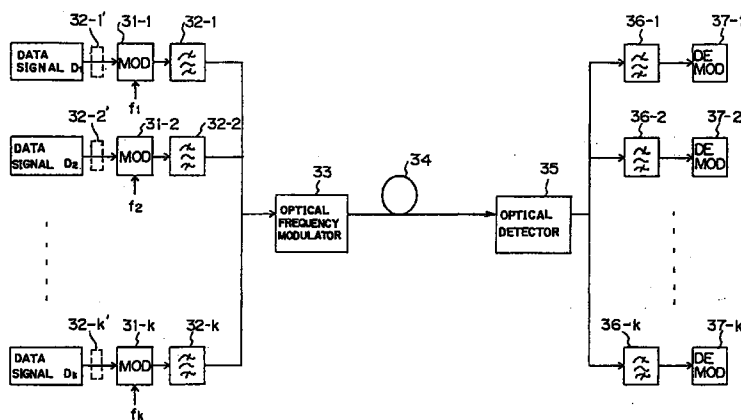 32-1' 31-1 32-1
DATA
SIGNAL D1
MOD
f1
32-2' 31-2 32-2
DATA
SIGNAL D2
MOD
f2
32-k' 31-k 32-k
DATA
SIGNAL Dk
MOD
fk
33
OPTICAL
FREQUENCY
MODULATOR
34
35
OPTICAL
DETECTOR
36-1 37-1
DE
MOD
36-2 37-2
DE
MOD
36-k 37-k
DE
MOD